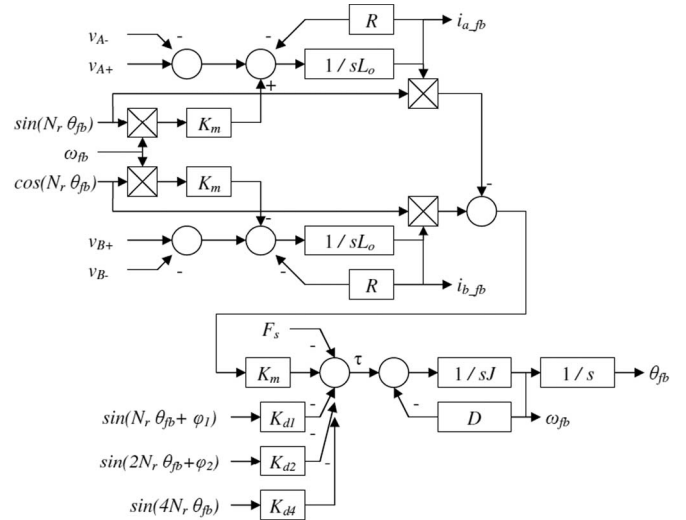 R
i_{a_fb}
v_{A-}
-
-
v_{A+}
1 / sL_o
+
sin(N_r θ_{fb})
K_m
ω_{fb}
-
cos(N_r θ_{fb})
K_m
-
v_{B+}
1 / sL_o
v_{B-}
-
-
R
i_{b_fb}
F_s
-
τ
K_m
1 / sJ
1 / s
θ_{fb}
-
-
sin(N_r θ_{fb}+ φ_1)
K_{d1}
D
ω_{fb}
-
sin(2N_r θ_{fb}+φ_2)
K_{d2}
-
sin(4N_r θ_{fb})
K_{d4}